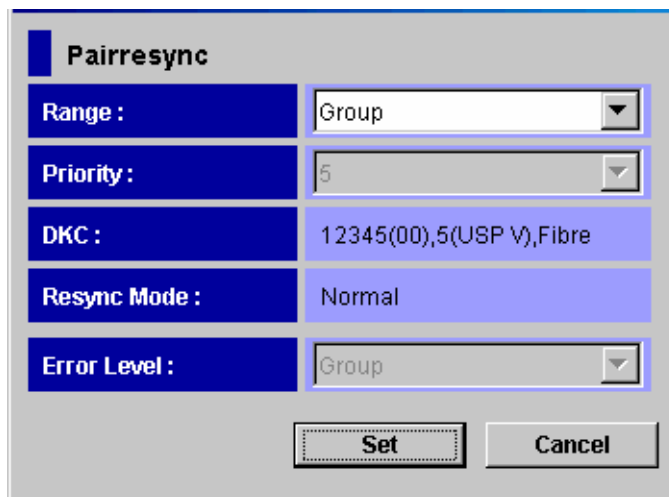 Pairresync
Range : Group
Priority : 5
DKC : 12345(00),5(USP V),Fibre
Resync Mode : Normal
Error Level : Group
Set Cancel